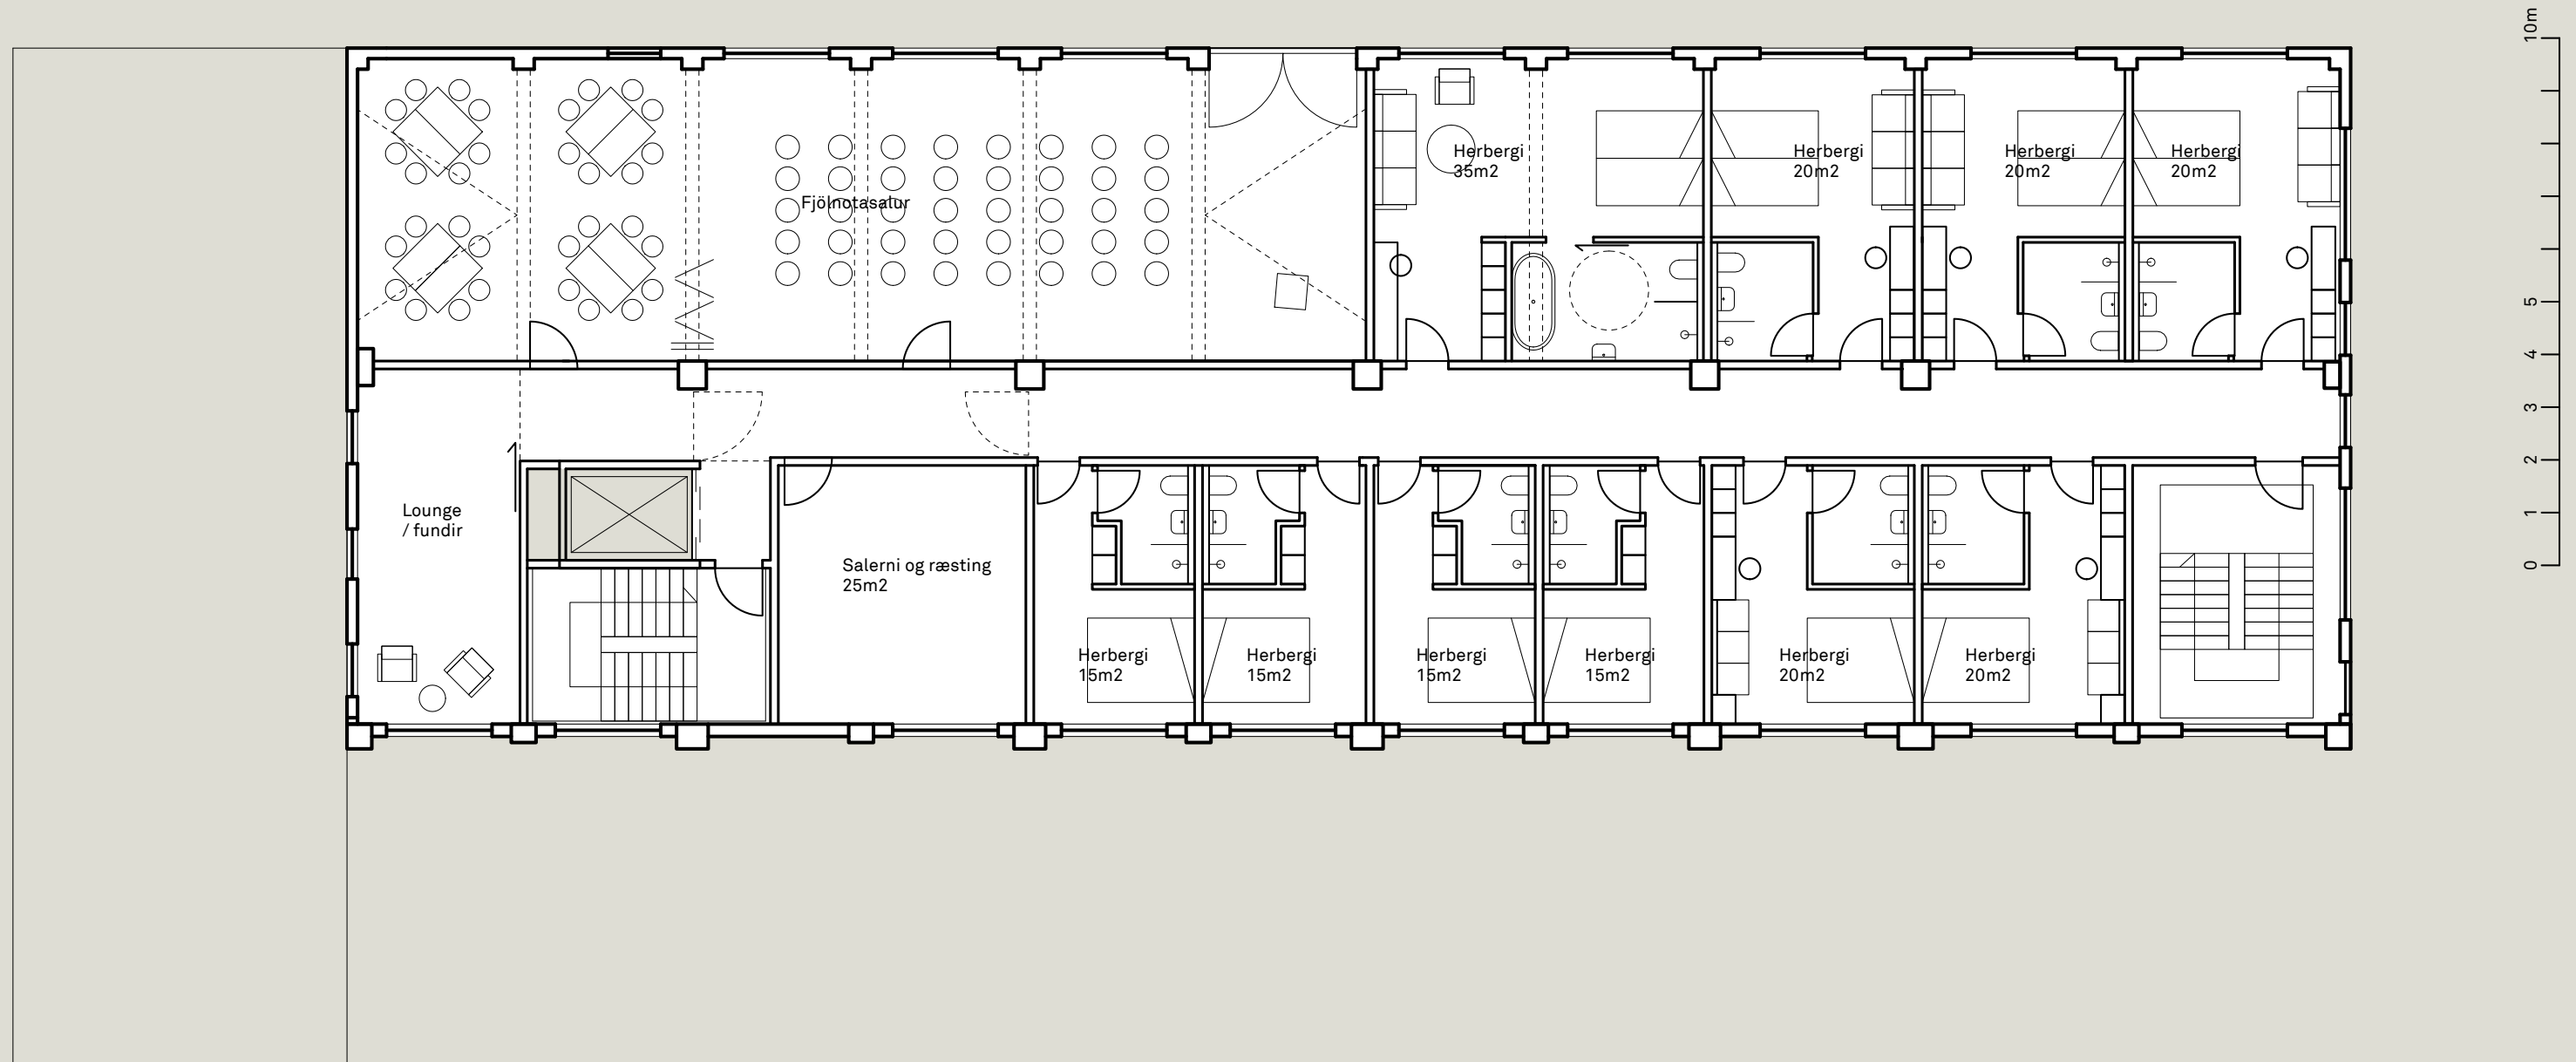 10m
Herbergi
35m2
Herbergi
20m2
Herbergi
20m2
Herbergi
20m2
Fjölnotasalur
5
4
3
2
1
0
Lounge
/ fundir
Salerni og ræsting
25m2
Herbergi
15m2
Herbergi
15m2
Herbergi
15m2
Herbergi
15m2
Herbergi
20m2
Herbergi
20m2